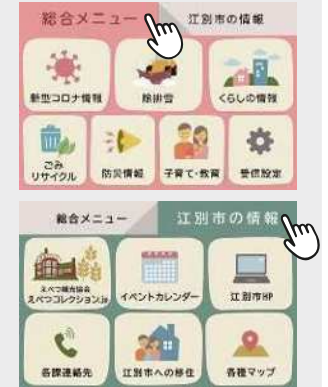 総合メニュー
江別市の情報
新型コロナ情報
除排雪
くらしの情報
ごみ
リサイクル
防災情報
子育て・教育
受信設定
総合メニュー
江別市の情報
えべつ観光協会
えべつコレクション.jp
イベントカレンダー
江別市HP
各課連絡先
江別市への移住
各種マップ